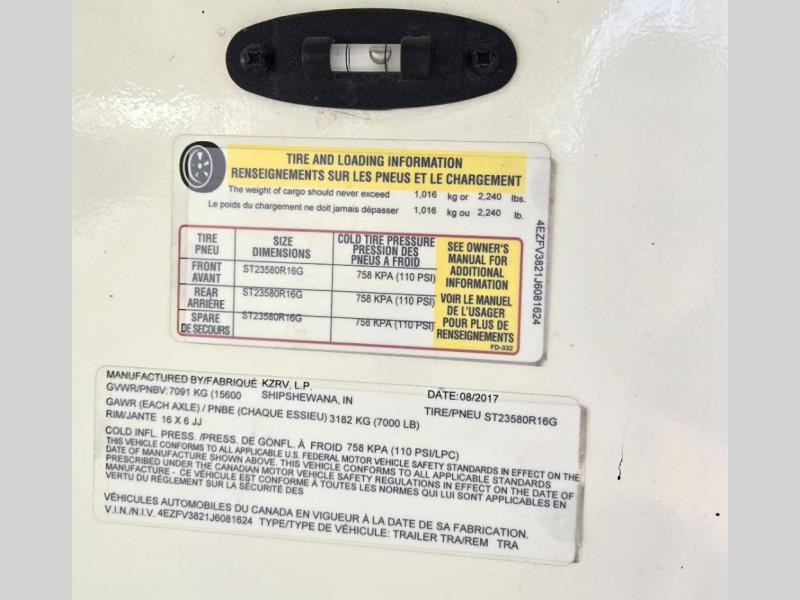 TIRE AND LOADING INFORMATION
RENSEIGNEMENTS SUR LES PNEUS ET LE CHARGEMENT
The weight of cargo should never exceed 1,016 kg or 2,240 lbs.
Le poids du chargement ne doit jamais dépasser 1,016 kg ou 2,240 lb.
TIRE PNEU SIZE DIMENSIONS COLD TIRE PRESSURE PRESSION DES PNEUS A FROID
FRONT AVANT ST23580R16G 758 KPA (110 PSI)
REAR ARRIÈRE ST23580R16G 758 KPA (110 PSI)
SPARE DE SECOURS ST23580R16G 758 KPA (110 PSI)
SEE OWNER'S
MANUAL FOR
ADDITIONAL
INFORMATION
VOIR LE MANUEL
DE L'USAGER
POUR PLUS DE
RENSEIGNEMENTS
FD-332
4EZFV3821J6081624
MANUFACTURED BY/FABRIQUÉ KZRV, L.P. DATE:08/2017
GVWR/PNBV:7091 KG (15600 SHIPSHEWANA, IN
GAWR (EACH AXLE) / PNBE (CHAQUE ESSIEU) 3182 KG (7000 LB) TIRE/PNEU ST23580R16G
RIM/JANTE 16 X 6 JJ
COLD INFL. PRESS. /PRESS. DE GONFL. À FROID 758 KPA (110 PSI/LPC)
THIS VEHICLE CONFORMS TO ALL APPLICABLE U.S. FEDERAL MOTOR VEHICLE SAFETY STANDARDS IN EFFECT ON THE
DATE OF MANUFACTURE SHOWN ABOVE. THIS VEHICLE CONFORMS TO ALL APPLICABLE STANDARDS
PRESCRIBED UNDER THE CANADIAN MOTOR VEHICLE SAFETY REGULATIONS IN EFFECT ON THE DATE OF
MANUFACTURE - CE VÉHICULE EST CONFORME À TOUTES LES NORMES QUI LUI SONT APPLICABLES EN
VERTU DU RÈGLEMENT SUR LA SÉCURITÉ DES
VÉHICULES AUTOMOBILES DU CANADA EN VIGUEUR À LA DATE DE SA FABRICATION.
V.I.N./N.I.V. 4EZFV3821J6081624 TYPE/TYPE DE VÉHICULE: TRAILER TRA/REM TRA